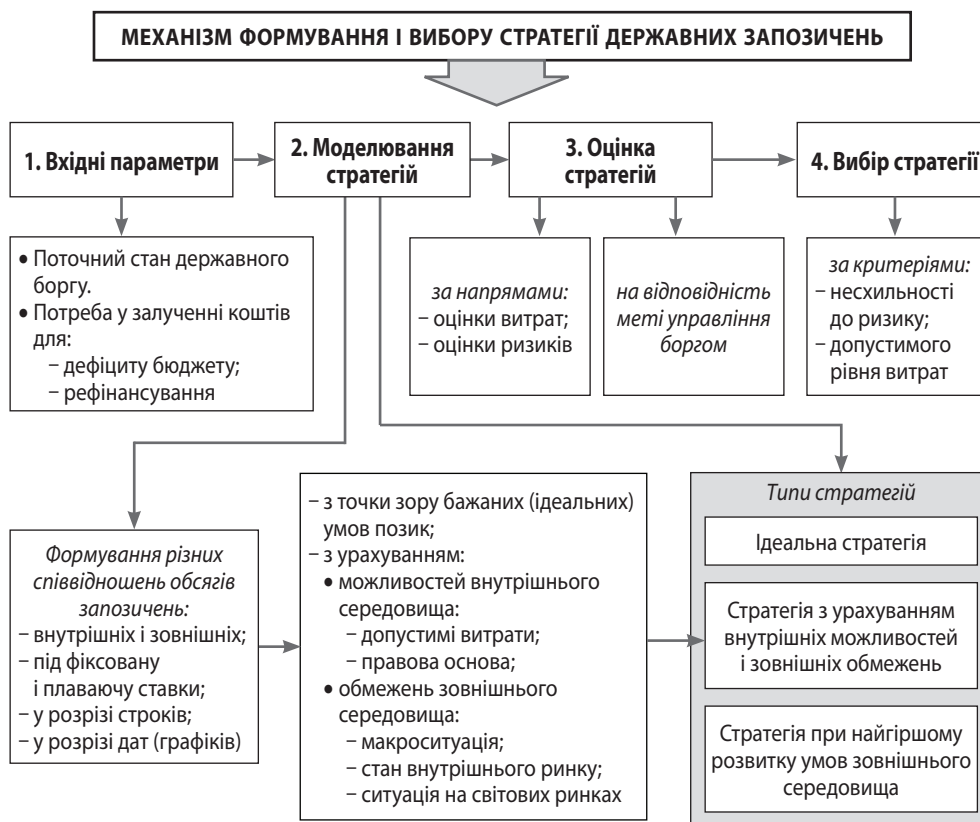 МЕХАНІЗМ ФОРМУВАННЯ І ВИБОРУ СТРАТЕГІЇ ДЕРЖАВНИХ ЗАПОЗИЧЕНЬ
1. Вхідні параметри
2. Моделювання
стратегій
3. Оцінка
стратегій
4. Вибір стратегії
• Поточний стан державного
боргу.
• Потреба у залученні коштів
для:
– дефіциту бюджету;
– рефінансування
за напрямами:
– оцінки витрат;
– оцінки ризиків
на відповідність
меті управління
боргом
за критеріями:
– несхильності
до ризику;
– допустимого
рівня витрат
Формування різних
співвідношень обсягів
запозичень:
– внутрішніх і зовнішніх;
– під фіксовану
і плаваючу ставки;
– у розрізі строків;
– у розрізі дат (графіків)
– з точки зору бажаних (ідеальних)
умов позик;
– з урахуванням:
• можливостей внутрішнього
середовища:
– допустимі витрати;
– правова основа;
• обмежень зовнішнього
середовища:
– макроситуація;
– стан внутрішнього ринку;
– ситуація на світових ринках
Типи стратегій
Ідеальна стратегія
Стратегія з урахуванням
внутрішніх можливостей
і зовнішніх обмежень
Стратегія при найгіршому
розвитку умов зовнішнього
середовища